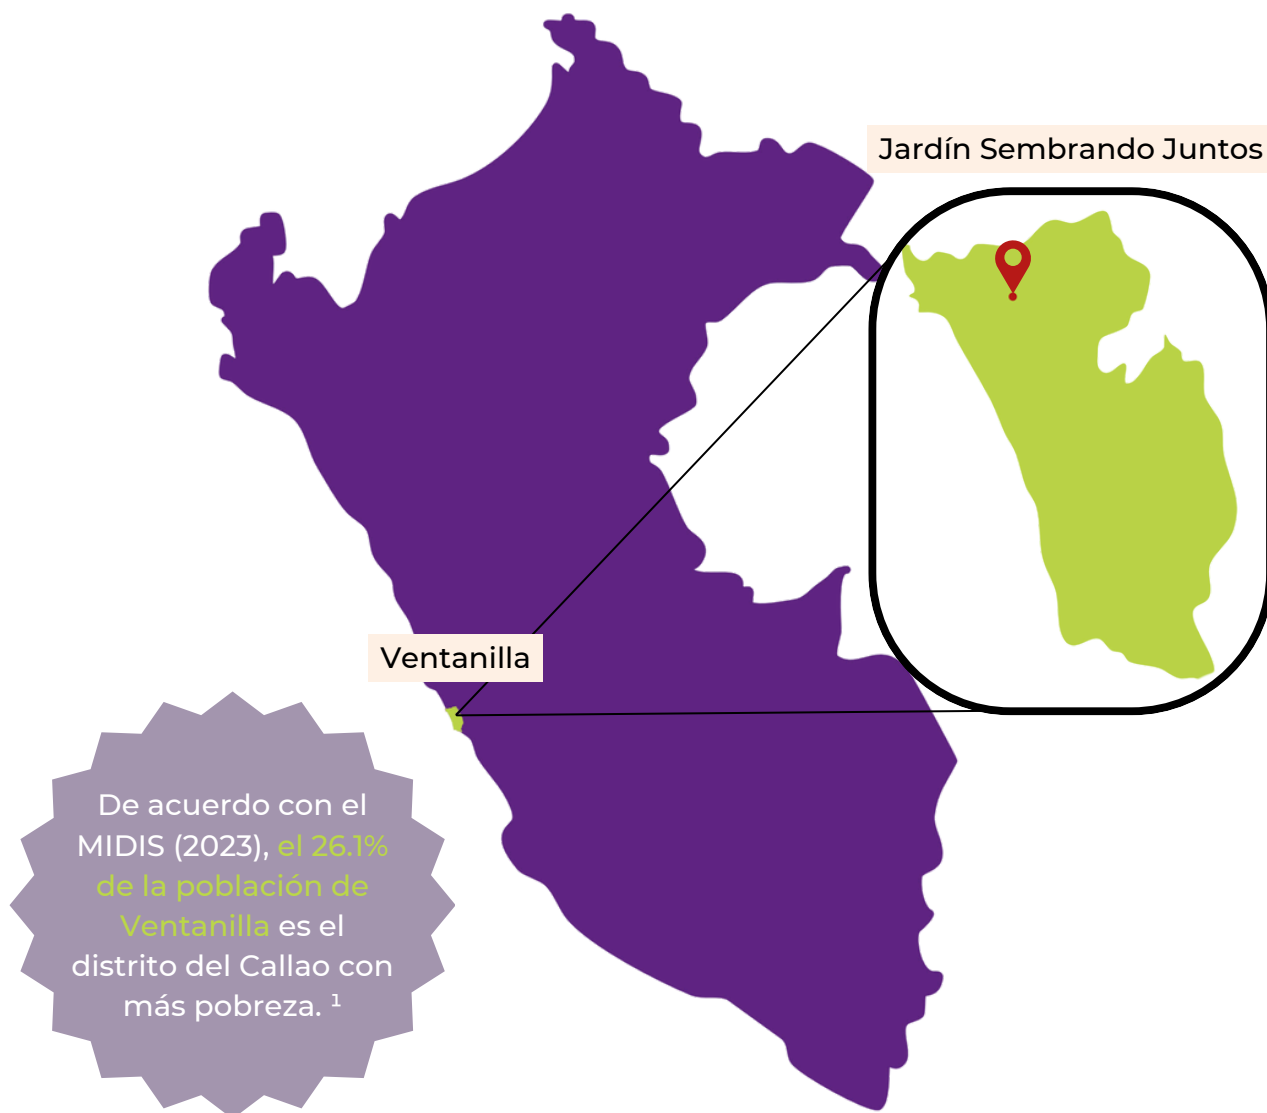 Jardín Sembrando Juntos
Ventanilla
De acuerdo con el
MIDIS (2023), el 26.1%
de la población de
Ventanilla es el
distrito del Callao con
más pobreza. ¹